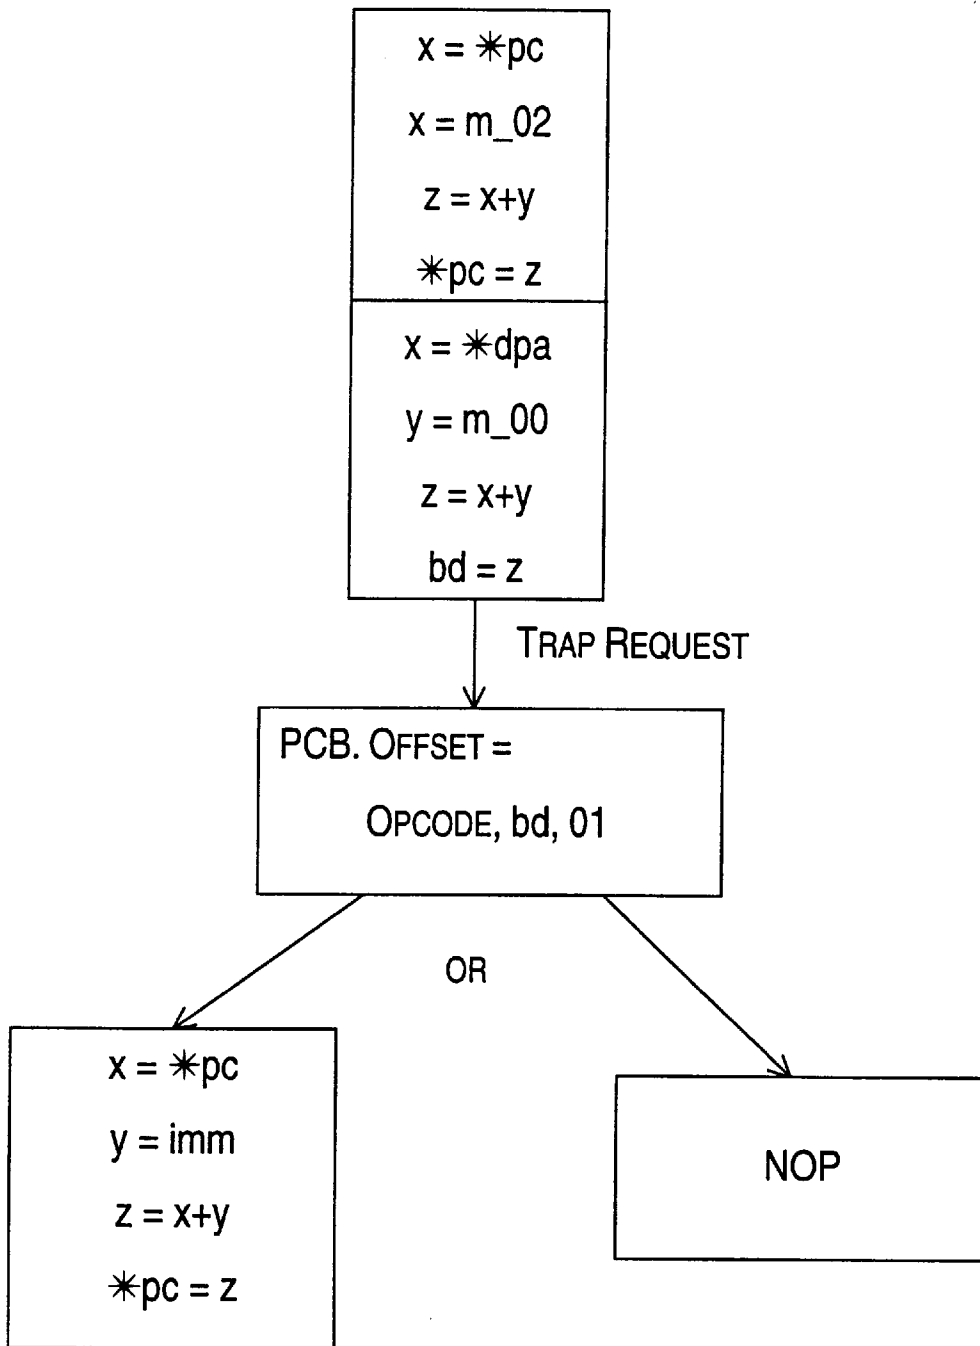 x = ✳pc
x = m_02
z = x+y
✳pc = z
x = ✳dpa
y = m_00
z = x+y
bd = z
TRAP REQUEST
PCB. OFFSET =
OPCODE, bd, 01
OR
x = ✳pc
y = imm
z = x+y
✳pc = z
NOP